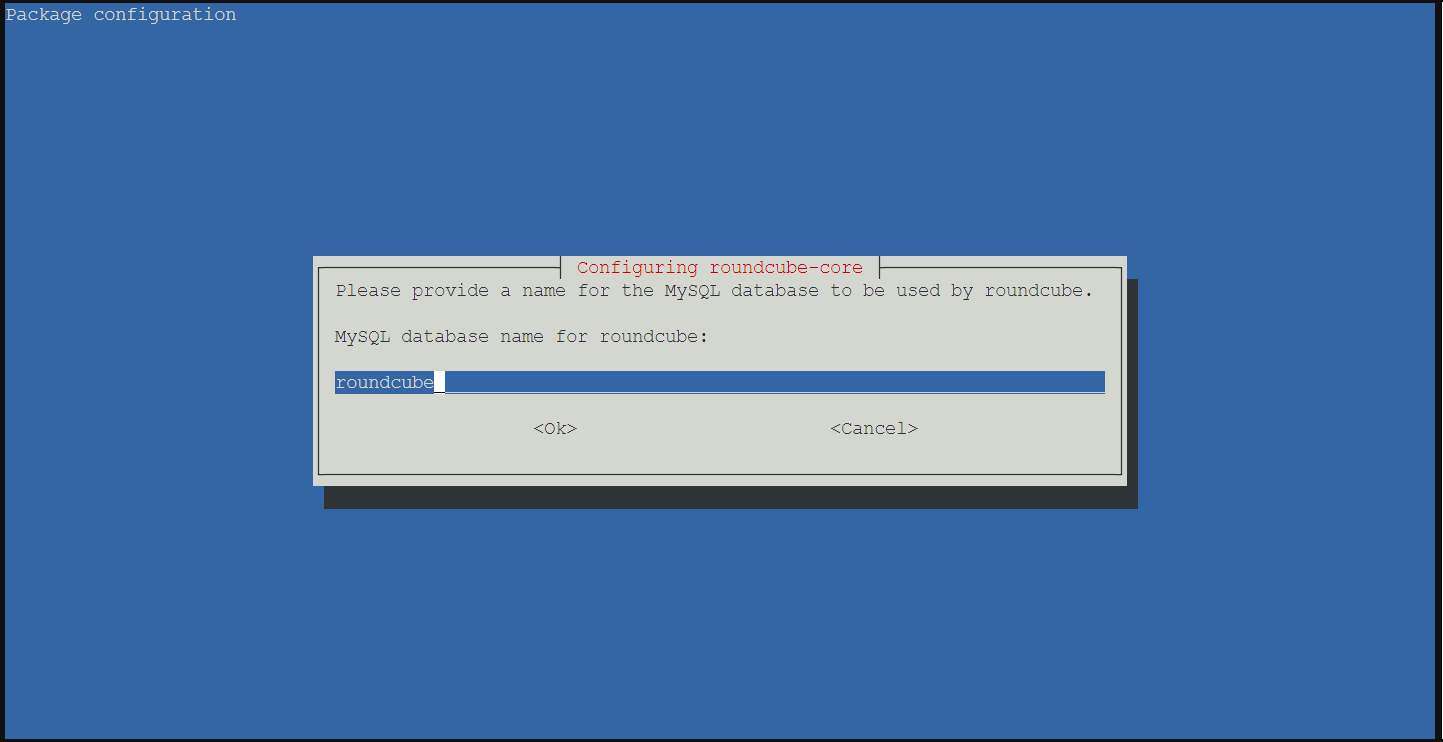 Package configuration
Configuring roundcube-core
Please provide a name for the MySQL database to be used by roundcube.
MySQL database name for roundcube:
roundcube
<Ok> <Cancel>